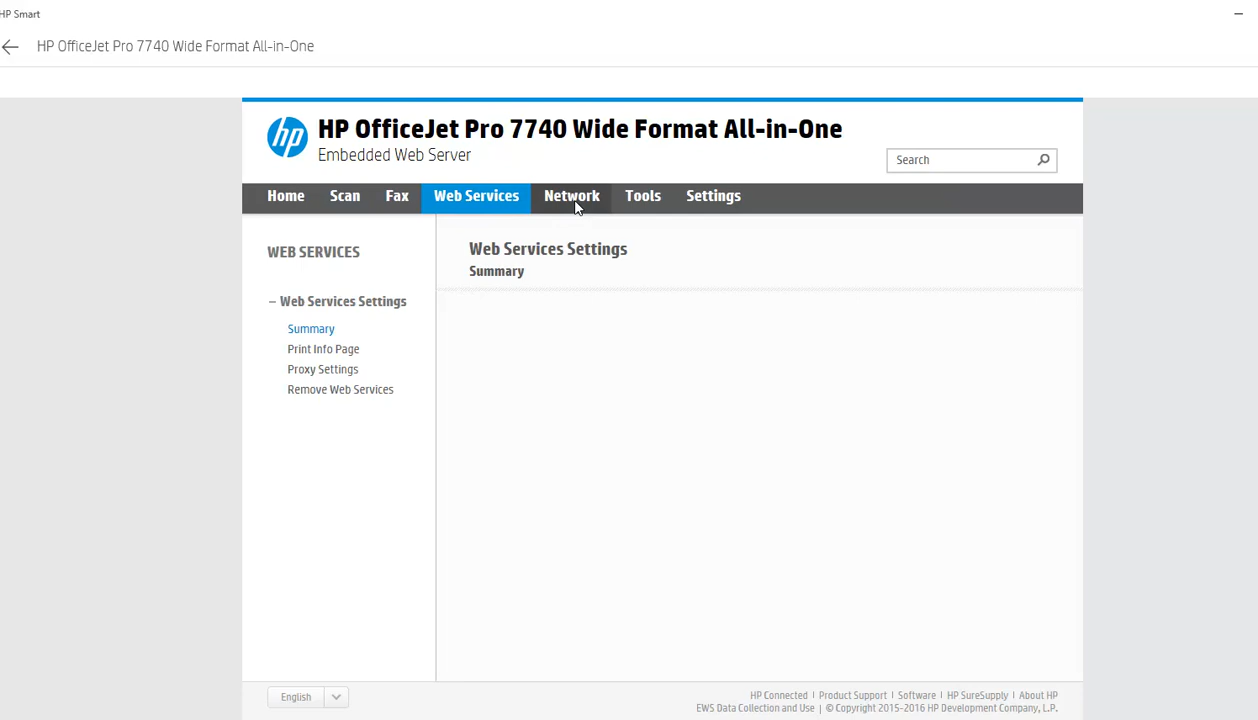 HP Smart
HP OfficeJet Pro 7740 Wide Format All-in-One
hp
HP OfficeJet Pro 7740 Wide Format All-in-One
Embedded Web Server
Search
Home Scan Fax Web Services Network Tools Settings
WEB SERVICES
– Web Services Settings
Summary
Print Info Page
Proxy Settings
Remove Web Services
Web Services Settings
Summary
English
HP Connected | Product Support | Software | HP SureSupply | About HP
EWS Data Collection and Use | © Copyright 2015-2016 HP Development Company, L.P.